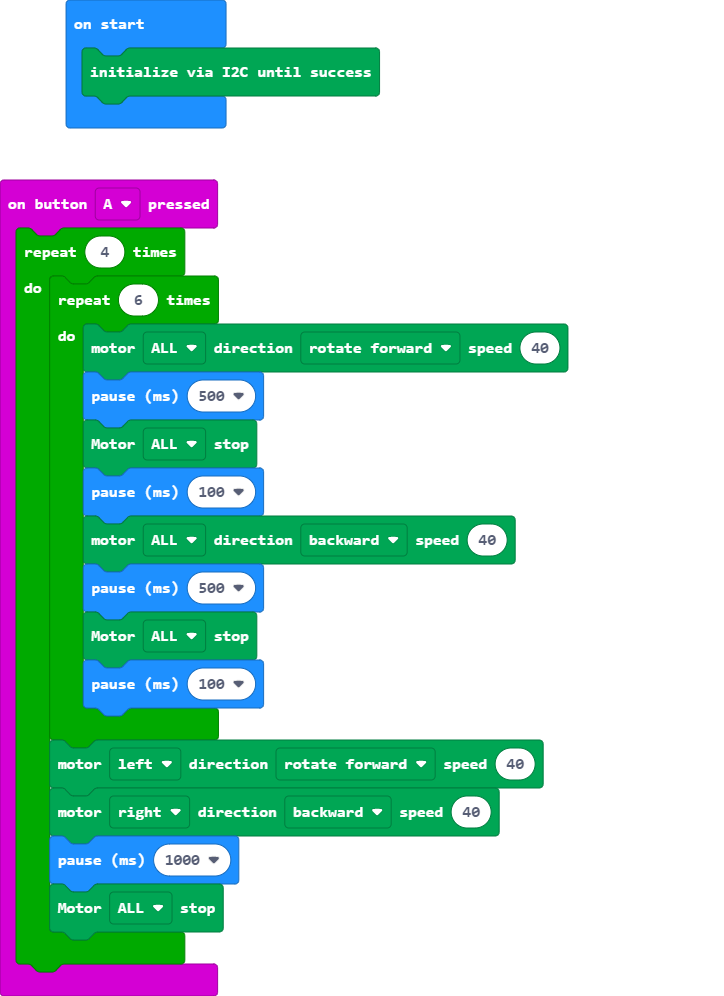 on start
initialize via I2C until success
on button A pressed
repeat 4 times
do
repeat 6 times
do
motor ALL direction rotate forward speed 40
pause (ms) 500
Motor ALL stop
pause (ms) 100
motor ALL direction backward speed 40
pause (ms) 500
Motor ALL stop
pause (ms) 100
motor left direction rotate forward speed 40
motor right direction backward speed 40
pause (ms) 1000
Motor ALL stop